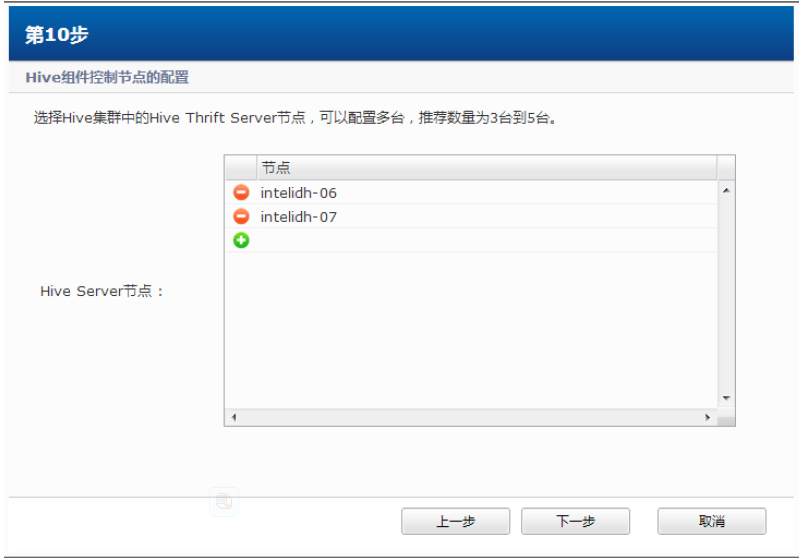 第10步
Hive组件控制节点的配置
选择Hive集群中的Hive Thrift Server节点，可以配置多台，推荐数量为3台到5台。
节点
intelidh-06
intelidh-07
Hive Server节点：
上一步 下一步 取消